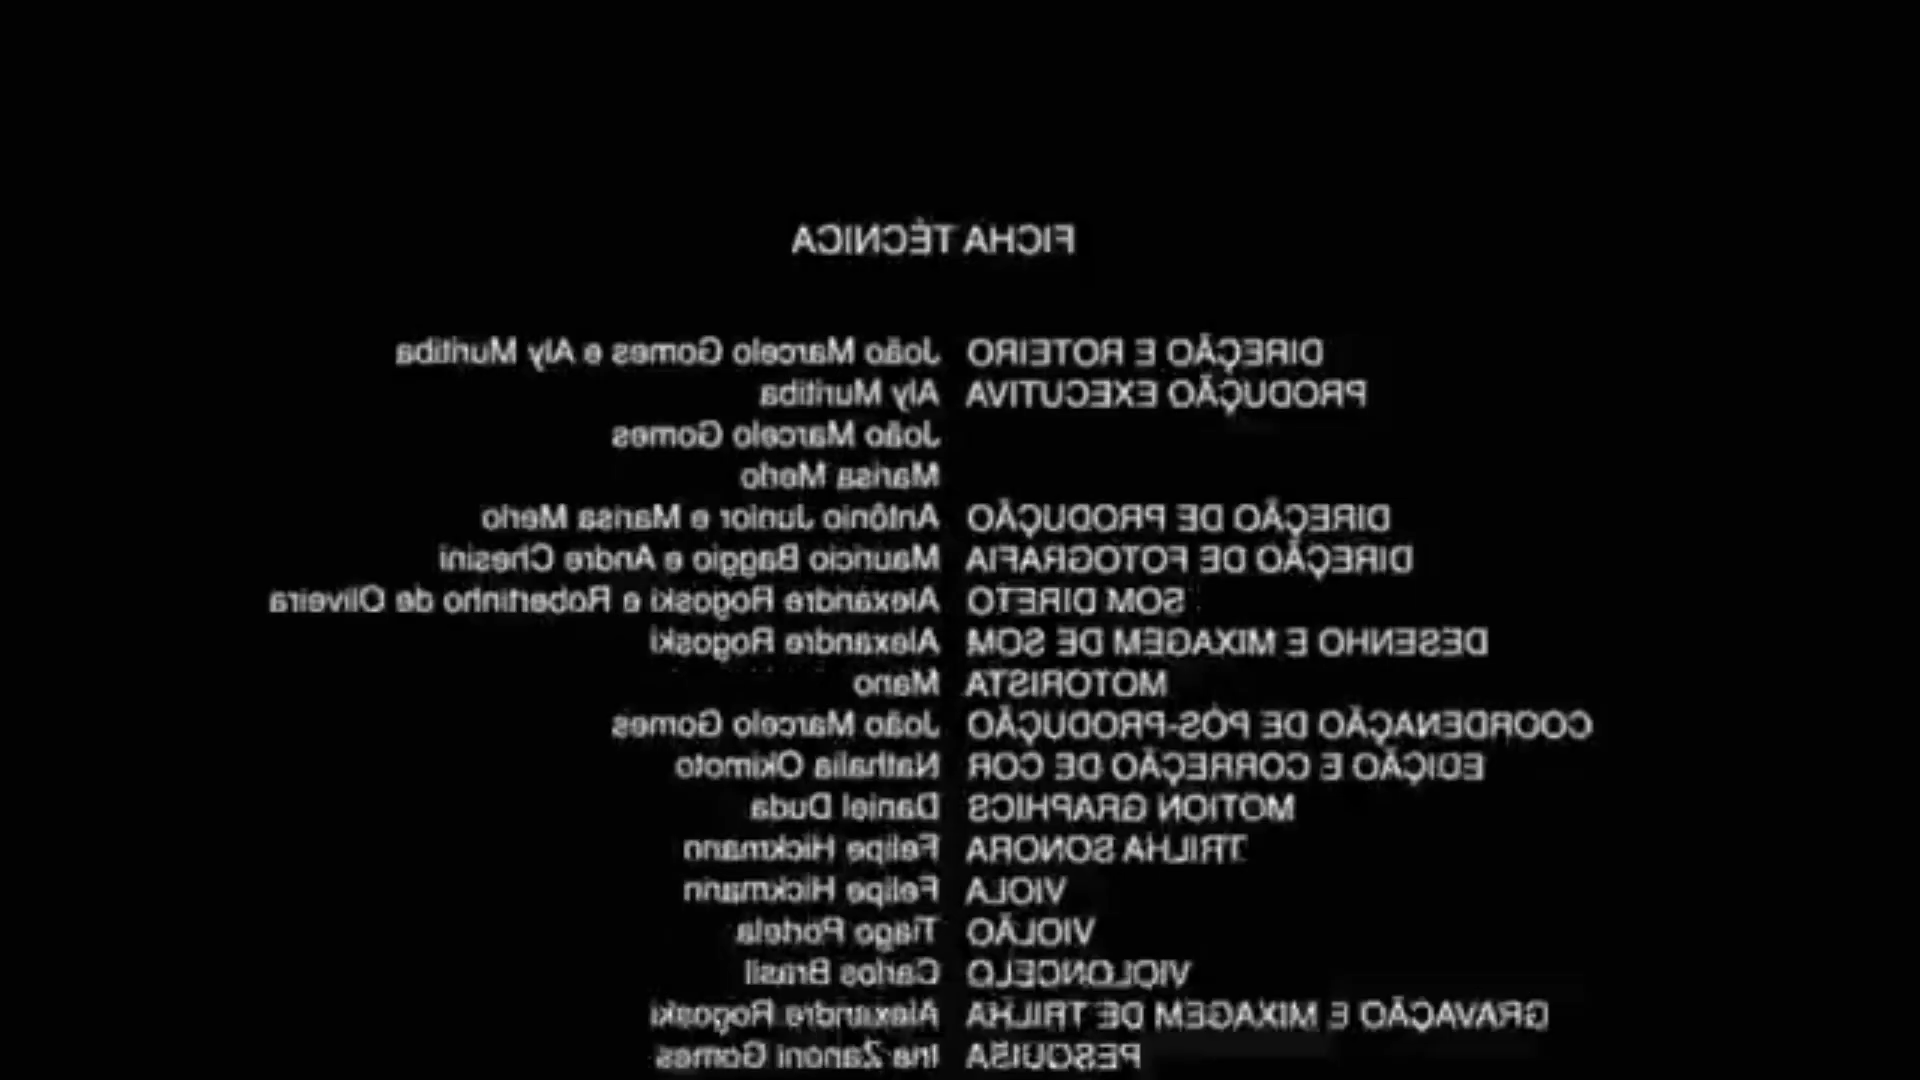 FICHA TÉCNICA
DIREÇÃO E ROTEIRO João Marcelo Gomes e Aly Muritiba
PRODUÇÃO EXECUTIVA Aly Muritiba
João Marcelo Gomes
Marisa Merlo
DIREÇÃO DE PRODUÇÃO Antônio Junior e Marisa Merlo
DIREÇÃO DE FOTOGRAFIA Mauricio Baggio e Andre Chesini
SOM DIRETO Alexandre Rogoski e Robertinho de Oliveira
DESENHO E MIXAGEM DE SOM Alexandre Rogoski
MOTORISTA Mano
COORDENAÇÃO DE PÓS-PRODUÇÃO João Marcelo Gomes
EDIÇÃO E CORREÇÃO DE COR Nathalia Okimoto
MOTION GRAPHICS Daniel Duda
TRILHA SONORA Felipe Hickmann
VIOLA Felipe Hickmann
VIOLÃO Tiago Portela
VIOLONCELO Carlos Brasil
GRAVAÇÃO E MIXAGEM DE TRILHA Alexandre Rogoski
PESQUISA Iria Zanoni Gomes